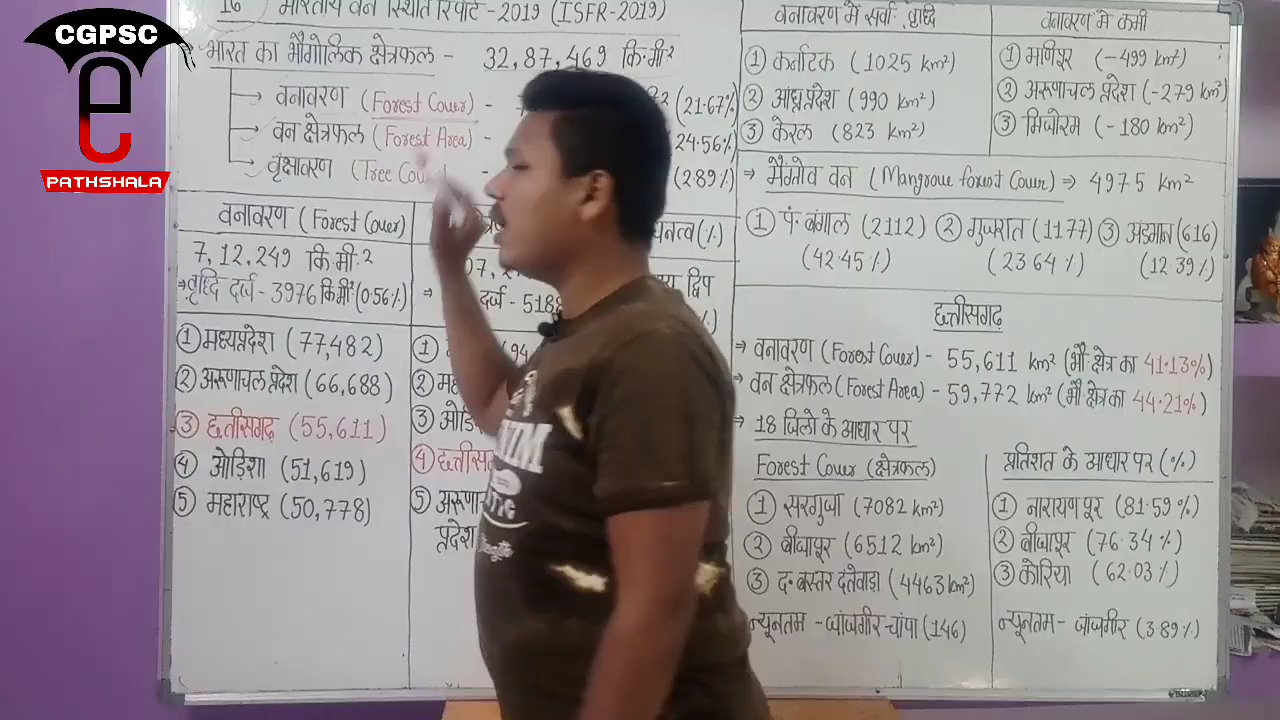 CGPSC
PATHSHALA
16 भारतीय वन स्थिति रिपोर्ट - 2019 (ISFR-2019)
भारत का भौगोलिक क्षेत्रफल - 32,87,469 कि.मी²
वनावरण (Forest Cover) - (21.67%)
वन क्षेत्रफल (Forest Area) - 24.56%)
वृक्षावरण (Tree - (2.89%)
वनावरण (Forest Cover)
7,12,249 कि.मी.²
⇒ वृध्दि दर्ज - 3976 कि.मी² (0.56%)
① मध्यप्रदेश (77,482)
② अरूणाचल प्रदेश (66,688)
③ छत्तीसगढ़ (55,611)
④ ओड़िशा (51,619)
⑤ महाराष्ट्र (50,778)
घनत्व (%)
द्विप
दर्ज - 518
①
②
③
④
⑤
प्रदेश
वनावरण में सर्वा. वृध्दि
① कर्नाटक (1025 km²)
② आंध्रप्रदेश (990 km²)
③ केरल (823 km²)
वनावरण में कमी
① मणिपूर (-499 km²)
② अरूणाचल प्रदेश (-279 km²)
③ मिजोरम (-180 km²)
⇒ मैंग्रोव वन (Mangrove forest Cover) ⇒ 4975 km²
① पं. बंगाल (2112) ② गुजरात (1177) ③ अंडमान (616)
(42.45%) (23.64%) (12.39%)
छत्तीसगढ़
⇒ वनावरण (Forest Cover) - 55,611 km² (भौ. क्षेत्र का 41.13%)
⇒ वन क्षेत्रफल (Forest Area) - 59,772 km² (भौ. क्षेत्र का 44.21%)
⇒ 18 जिलो के आधार पर
Forest Cover (क्षेत्रफल)
① सरगुजा (7082 km²)
② बीजापूर (6512 km²)
③ द. बस्तर दंतेवाड़ा (4463 km²)
न्यूनतम - जांजगीर-चांपा (146)
प्रतिशत के आधार पर (%)
① नारायणपूर (81.59%)
② बीजापूर (76.34%)
③ कोरिया (62.03%)
न्यूनतम - जांजगीर (3.89%)